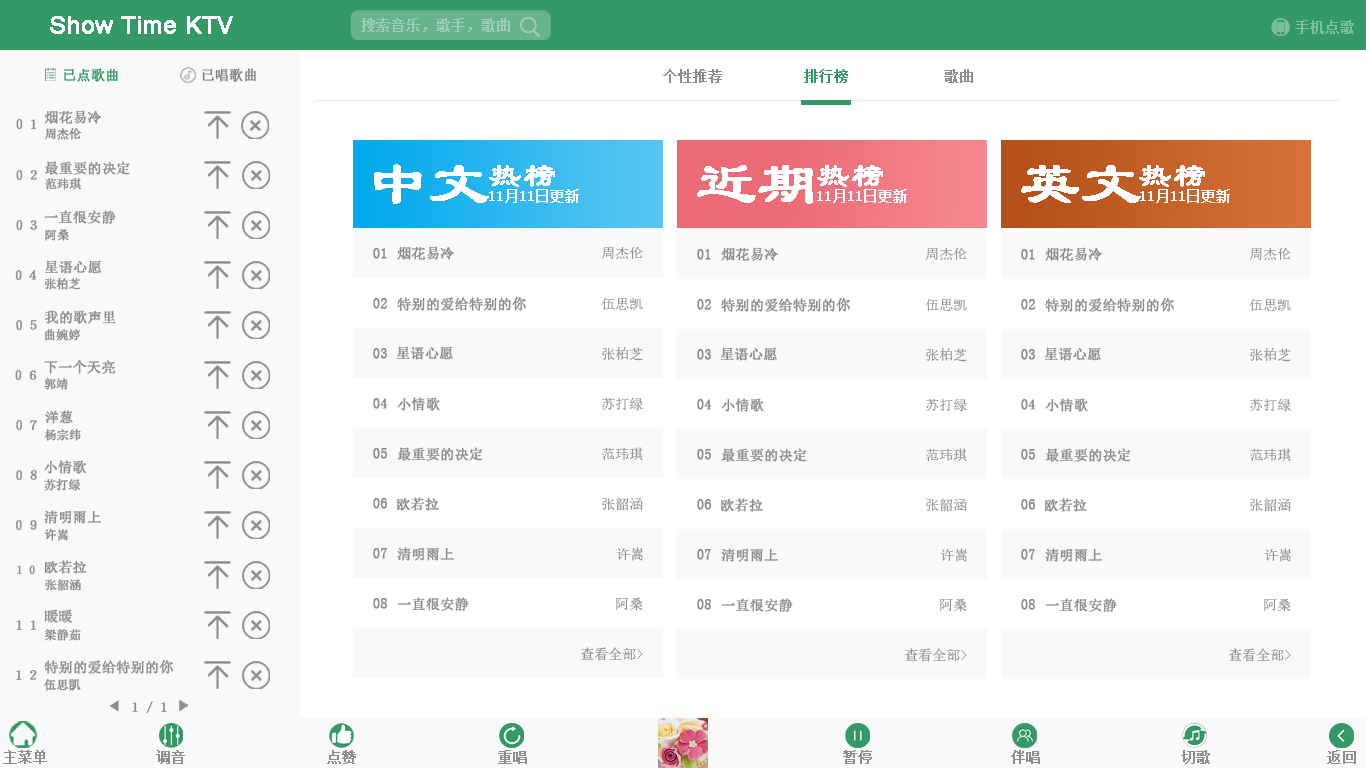 Show Time KTV
搜索音乐，歌手，歌曲
手机点歌
已点歌曲
已唱歌曲
01 烟花易冷
周杰伦
02 最重要的决定
范玮琪
03 一直很安静
阿桑
04 星语心愿
张柏芝
05 我的歌声里
曲婉婷
06 下一个天亮
郭靖
07 洋葱
杨宗纬
08 小情歌
苏打绿
09 清明雨上
许嵩
10 欧若拉
张韶涵
11 暧暧
梁静茹
12 特别的爱给特别的你
伍思凯
1 / 1
个性推荐
排行榜
歌曲
中文热榜
11月11日更新
01 烟花易冷 周杰伦
02 特别的爱给特别的你 伍思凯
03 星语心愿 张柏芝
04 小情歌 苏打绿
05 最重要的决定 范玮琪
06 欧若拉 张韶涵
07 清明雨上 许嵩
08 一直很安静 阿桑
查看全部>
近期热榜
11月11日更新
01 烟花易冷 周杰伦
02 特别的爱给特别的你 伍思凯
03 星语心愿 张柏芝
04 小情歌 苏打绿
05 最重要的决定 范玮琪
06 欧若拉 张韶涵
07 清明雨上 许嵩
08 一直很安静 阿桑
查看全部>
英文热榜
11月11日更新
01 烟花易冷 周杰伦
02 特别的爱给特别的你 伍思凯
03 星语心愿 张柏芝
04 小情歌 苏打绿
05 最重要的决定 范玮琪
06 欧若拉 张韶涵
07 清明雨上 许嵩
08 一直很安静 阿桑
查看全部>
主菜单
调音
点赞
重唱
暂停
伴唱
切歌
返回